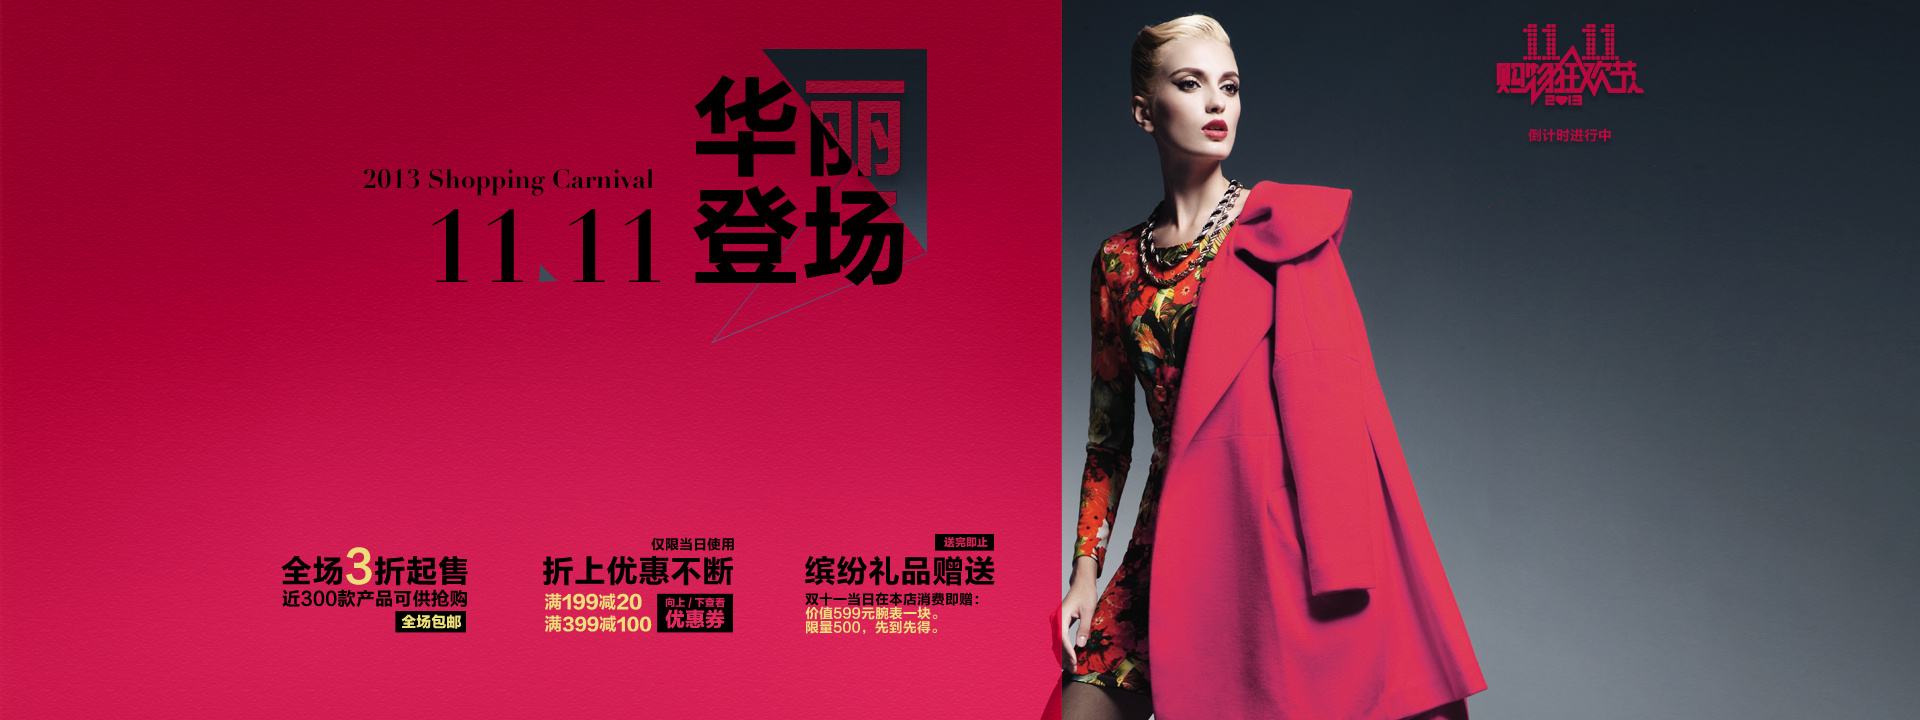 华丽
登场
2013 Shopping Carnival
11.11
11.11
购物狂欢节
2013
倒计时进行中
全场3折起售
近300款产品可供抢购
全场包邮
仅限当日使用
折上优惠不断
满199减20
满399减100
向上/下查看
优惠券
送完即止
缤纷礼品赠送
双十一当日在本店消费即赠：
价值599元腕表一块。
限量500，先到先得。